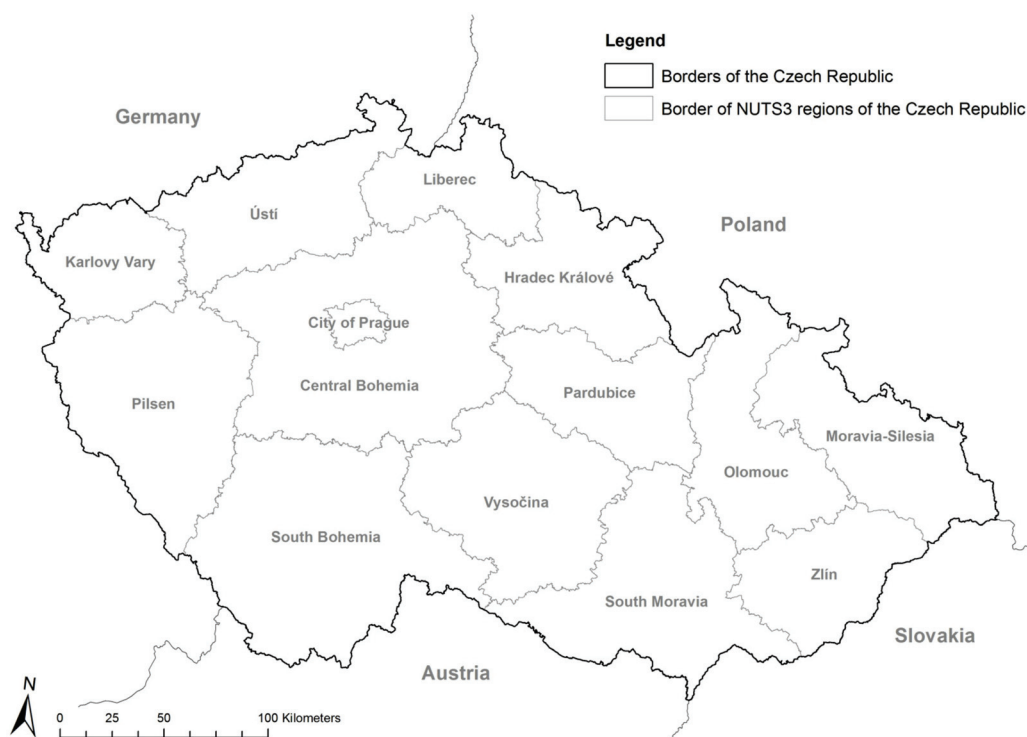 Legend
Borders of the Czech Republic
Border of NUTS3 regions of the Czech Republic
Germany
Liberec
Ústí
Poland
Karlovy Vary
Hradec Králové
City of Prague
Central Bohemia
Pardubice
Pilsen
Moravia-Silesia
Olomouc
Vysočina
South Bohemia
Zlín
South Moravia
Slovakia
Austria
N
0 25 50 100 Kilometers